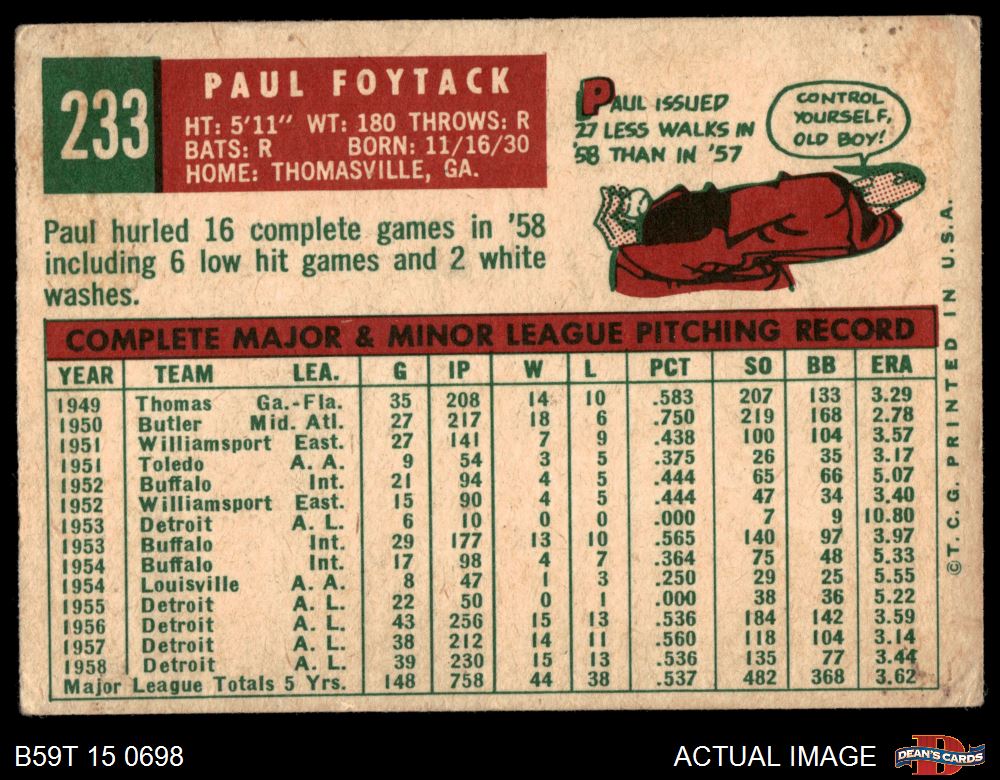 233
PAUL FOYTACK
HT: 5'11" WT: 180 THROWS: R
BATS: R BORN: 11/16/30
HOME: THOMASVILLE, GA.
PAUL ISSUED
27 LESS WALKS IN
'58 THAN IN '57
CONTROL
YOURSELF,
OLD BOY!
Paul hurled 16 complete games in '58
including 6 low hit games and 2 white
washes.
COMPLETE MAJOR & MINOR LEAGUE PITCHING RECORD
YEAR TEAM LEA. G IP W L PCT SO BB ERA
1949 Thomas Ga.-Fla. 35 208 14 10 .583 207 133 3.29
1950 Butler Mid. Atl. 27 217 18 6 .750 219 168 2.78
1951 Williamsport East. 27 141 7 9 .438 100 104 3.57
1951 Toledo A. A. 9 54 3 5 .375 26 35 3.17
1952 Buffalo Int. 21 94 4 5 .444 65 66 5.07
1952 Williamsport East. 15 90 4 5 .444 47 34 3.40
1953 Detroit A. L. 6 10 0 0 .000 7 9 10.80
1953 Buffalo Int. 29 177 13 10 .565 140 97 3.97
1954 Buffalo Int. 17 98 4 7 .364 75 48 5.33
1954 Louisville A. A. 8 47 1 3 .250 29 25 5.55
1955 Detroit A. L. 22 50 0 1 .000 38 36 5.22
1956 Detroit A. L. 43 256 15 13 .536 184 142 3.59
1957 Detroit A. L. 38 212 14 11 .560 118 104 3.14
1958 Detroit A. L. 39 230 15 13 .536 135 77 3.44
Major League Totals 5 Yrs. 148 758 44 38 .537 482 368 3.62
©T. C. G. PRINTED IN U.S.A.
B59T 15 0698
ACTUAL IMAGE
DEAN'S CARDS